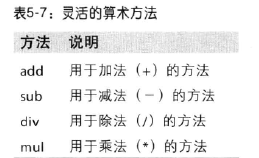 表5-7：灵活的算术方法
方法 说明
add 用于加法（+）的方法
sub 用于减法（-）的方法
div 用于除法（/）的方法
mul 用于乘法（*）的方法